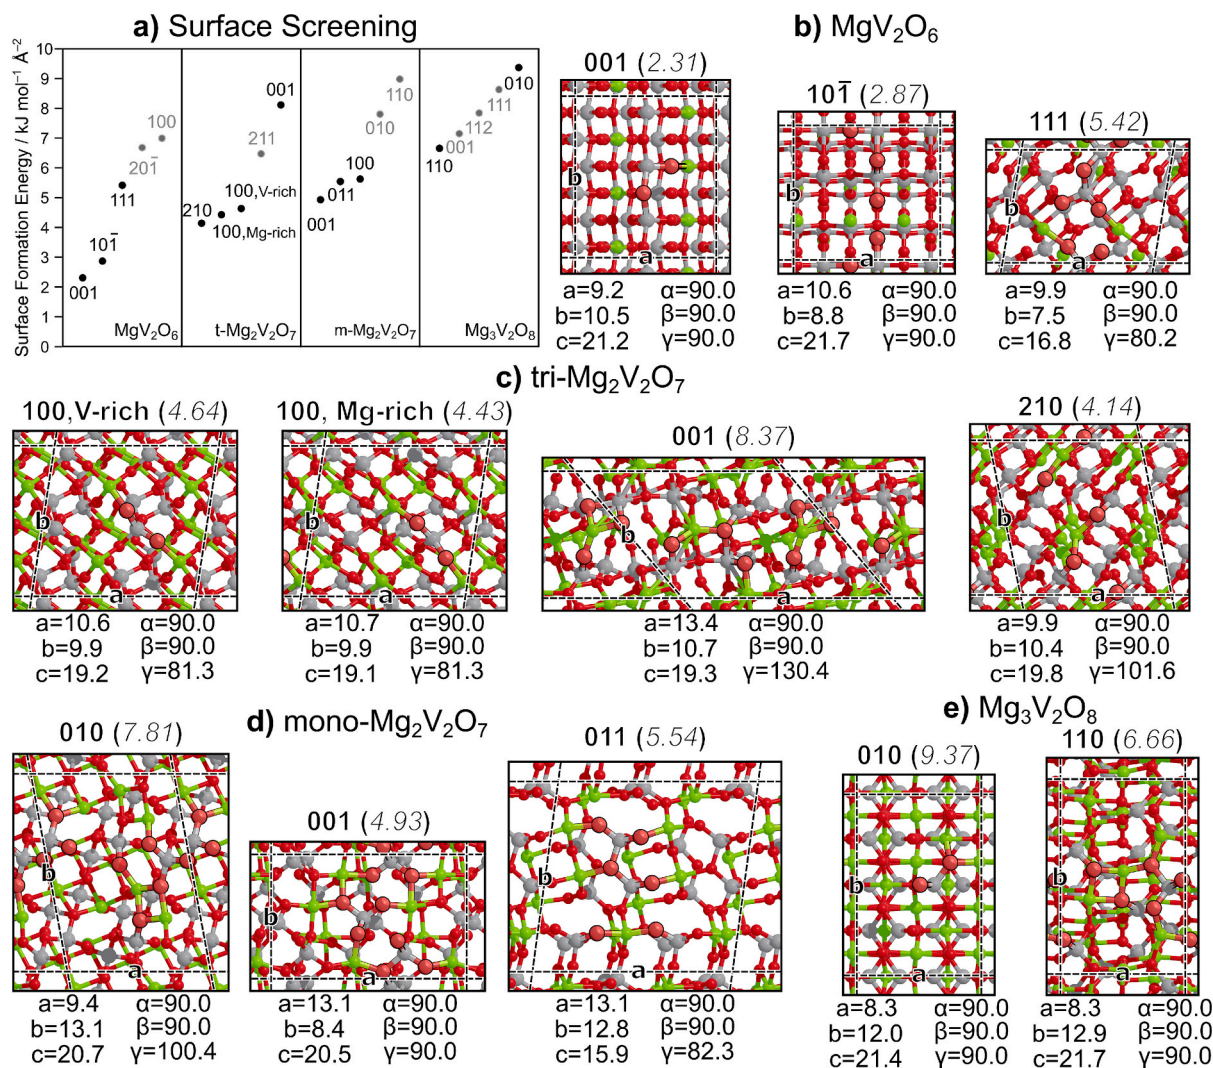 a) Surface Screening
Surface Formation Energy / kJ mol⁻¹ Å⁻²
10
9
8
7
6
5
4
3
2
1
0
001
101̅
111
201̅
100
MgV₂O₆
210
100,Mg-rich
100,V-rich
211
001
t-Mg₂V₂O₇
001
011
100
010
110
m-Mg₂V₂O₇
110
001
112
111
010
Mg₃V₂O₈
b) MgV₂O₆
001 (2.31)
b
a
a=9.2 α=90.0
b=10.5 β=90.0
c=21.2 γ=90.0
101̅ (2.87)
b
a
a=10.6 α=90.0
b=8.8 β=90.0
c=21.7 γ=90.0
111 (5.42)
b
a
a=9.9 α=90.0
b=7.5 β=90.0
c=16.8 γ=80.2
c) tri-Mg₂V₂O₇
100,V-rich (4.64)
b
a
a=10.6 α=90.0
b=9.9 β=90.0
c=19.2 γ=81.3
100, Mg-rich (4.43)
b
a
a=10.7 α=90.0
b=9.9 β=90.0
c=19.1 γ=81.3
001 (8.37)
b
a
a=13.4 α=90.0
b=10.7 β=90.0
c=19.3 γ=130.4
210 (4.14)
b
a
a=9.9 α=90.0
b=10.4 β=90.0
c=19.8 γ=101.6
d) mono-Mg₂V₂O₇
010 (7.81)
b
a
a=9.4 α=90.0
b=13.1 β=90.0
c=20.7 γ=100.4
001 (4.93)
b
a
a=13.1 α=90.0
b=8.4 β=90.0
c=20.5 γ=90.0
011 (5.54)
b
a
a=13.1 α=90.0
b=12.8 β=90.0
c=15.9 γ=82.3
e) Mg₃V₂O₈
010 (9.37)
b
a
a=8.3 α=90.0
b=12.0 β=90.0
c=21.4 γ=90.0
110 (6.66)
b
a
a=8.3 α=90.0
b=12.9 β=90.0
c=21.7 γ=90.0